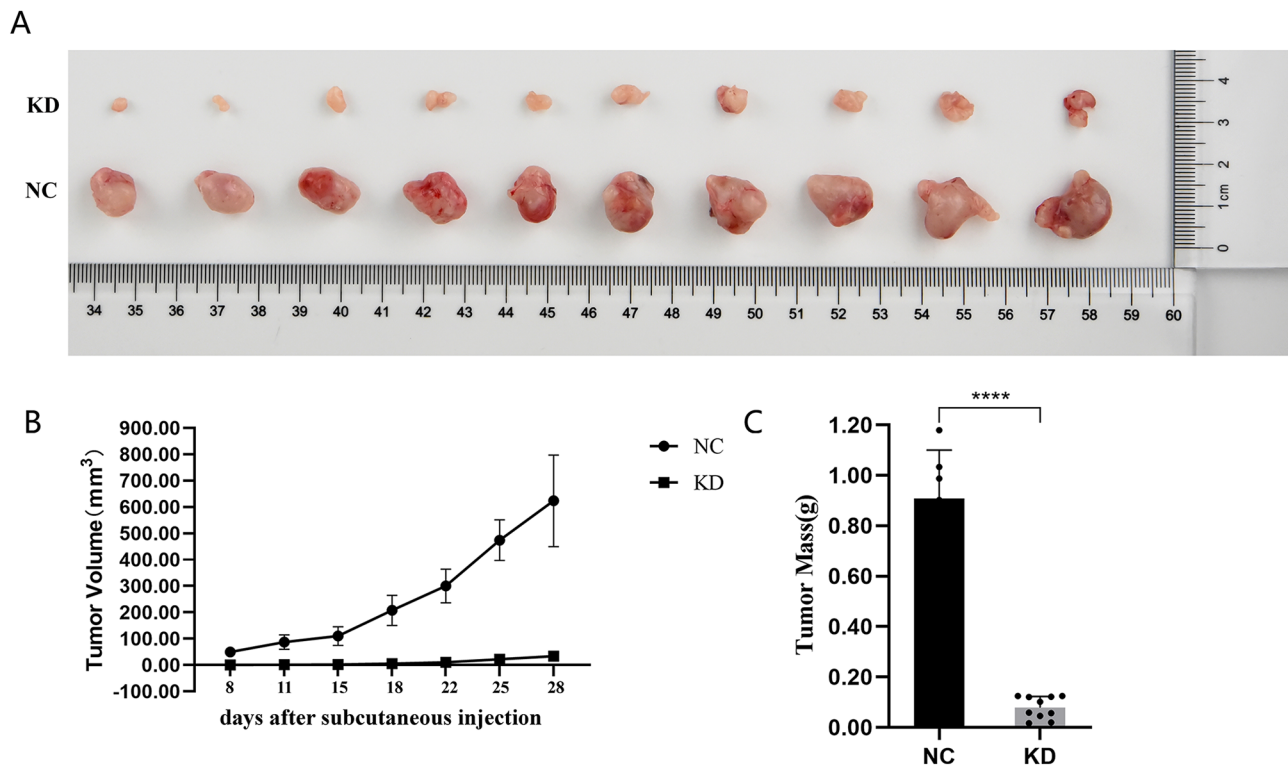 A
KD
NC
4
3
2
1cm
0
34 35 36 37 38 39 40 41 42 43 44 45 46 47 48 49 50 51 52 53 54 55 56 57 58 59 60
B
Tumor Volume(mm³)
900.00
800.00
700.00
600.00
500.00
400.00
300.00
200.00
100.00
0.00
-100.00
8 11 15 18 22 25 28
days after subcutaneous injection
NC
KD
C
****
Tumor Mass(g)
1.20
1.00
0.80
0.60
0.40
0.20
0.00
NC KD